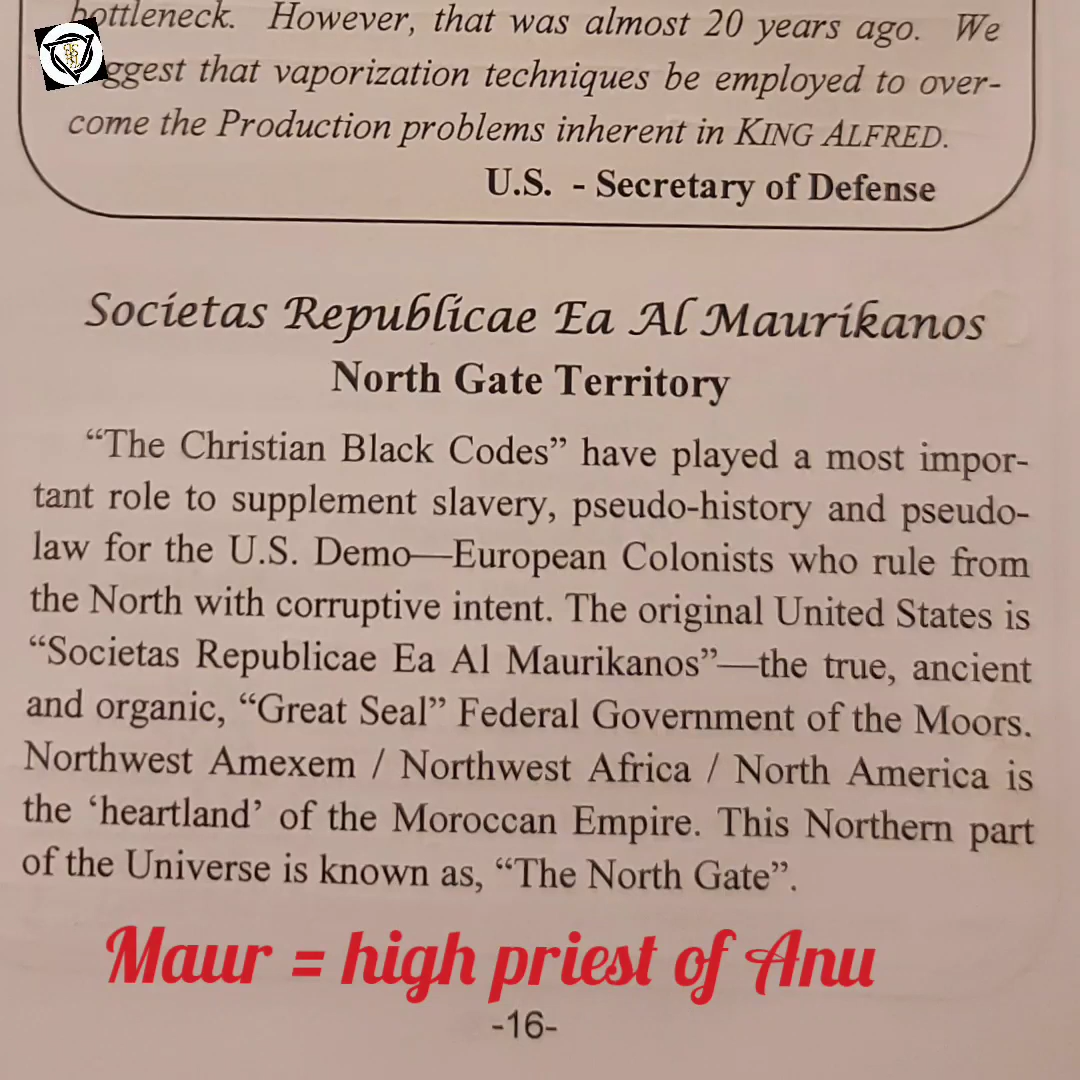 bottleneck. However, that was almost 20 years ago. We
ggest that vaporization techniques be employed to over-
come the Production problems inherent in KING ALFRED.
U.S. - Secretary of Defense
Societas Republicae Ea Al Maurikanos
North Gate Territory
“The Christian Black Codes” have played a most impor-
tant role to supplement slavery, pseudo-history and pseudo-
law for the U.S. Demo—European Colonists who rule from
the North with corruptive intent. The original United States is
“Societas Republicae Ea Al Maurikanos”—the true, ancient
and organic, “Great Seal” Federal Government of the Moors.
Northwest Amexem / Northwest Africa / North America is
the ‘heartland’ of the Moroccan Empire. This Northern part
of the Universe is known as, “The North Gate”.
Maur = high priest of Anu
-16-